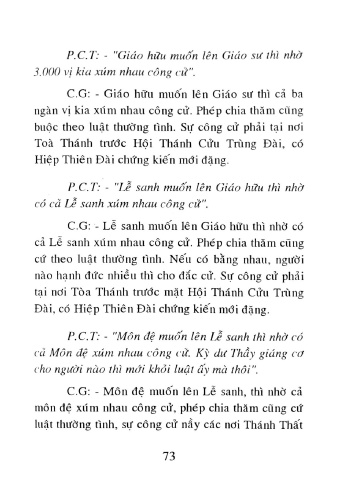 P.C.T: - "Giáo hữu muốn lên Giáo sư thì nhờ
3.000 vị kia xúm nhau công cử".
C.G: - Giáo hữu muốn lên Giáo sư thì cả ba
ngàn vị kia xúm nhau công cử. Phép chia thăm cũng
buộc theo luật thường tình. Sự công cử phải tại nơi
Toà Thánh trước Hội Thánh Cửu Trùng Đài, có
Hiệp Thiên Đài chứng kiến mới đặng.
P.C.T: - "Lễ sanh muốn lên Giáo hữu thì nhờ
có cả Lễ sanh xúm nhau công cử".
C.G: - Lễ sanh muốn lên Giáo hữu thì nhờ có
cả Lễ sanh xúm nhau công cử. Phép chia thăm cũng
cứ theo luật thường tình. Nếu có bằng nhau, người
nào hạnh đức nhiều thì cho đắc cử. Sự công cử phải
tại nơi Tòa Thánh trước mặt Hội Thánh Cửu Trùng
Đài, có Hiệp Thiên Đài chứng kiến mới đặng.
P.C.T: - "Môn đệ muốn lên Lễ sanh thì nhờ có
cả Môn đệ xúm nhau công cử. Kỳ dư Thầy giáng cơ
cho người nào thì mới khỏi luật ấy mà thôi".
C.G: - Môn đệ muốn lên Lễ sanh, thì nhờ cả
môn đệ xúm nhau công cử, phép chia thăm cũng cứ
luật thường tình, sự công cử nầy các nơi Thánh Thất
73